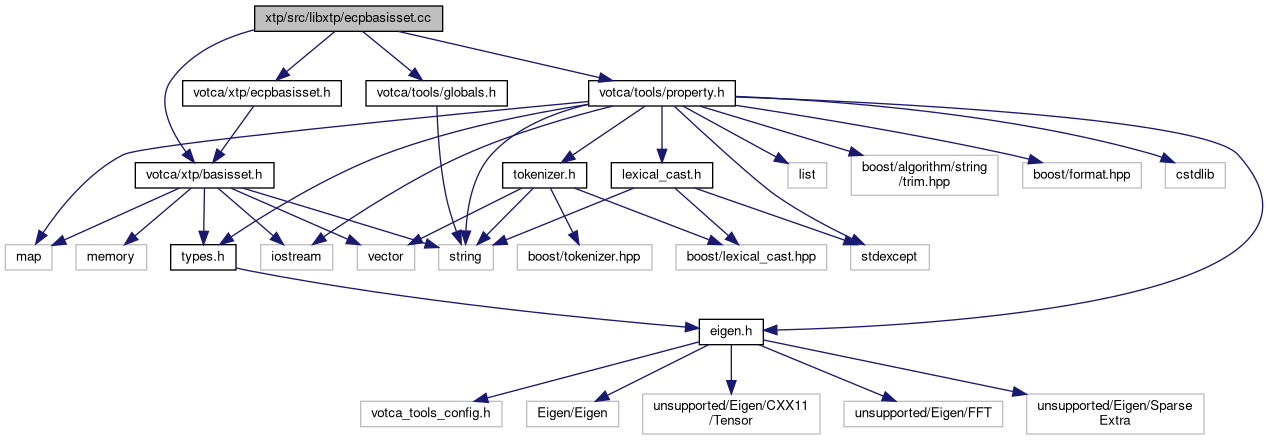 xtp/src/libxtp/ecpbasisset.cc
votca/xtp/ecpbasisset.h
votca/tools/globals.h
votca/tools/property.h
votca/xtp/basisset.h
tokenizer.h
lexical_cast.h
list
boost/algorithm/string
/trim.hpp
boost/format.hpp
cstdlib
map
memory
types.h
iostream
vector
string
boost/tokenizer.hpp
boost/lexical_cast.hpp
stdexcept
eigen.h
votca_tools_config.h
Eigen/Eigen
unsupported/Eigen/CXX11
/Tensor
unsupported/Eigen/FFT
unsupported/Eigen/Sparse
Extra